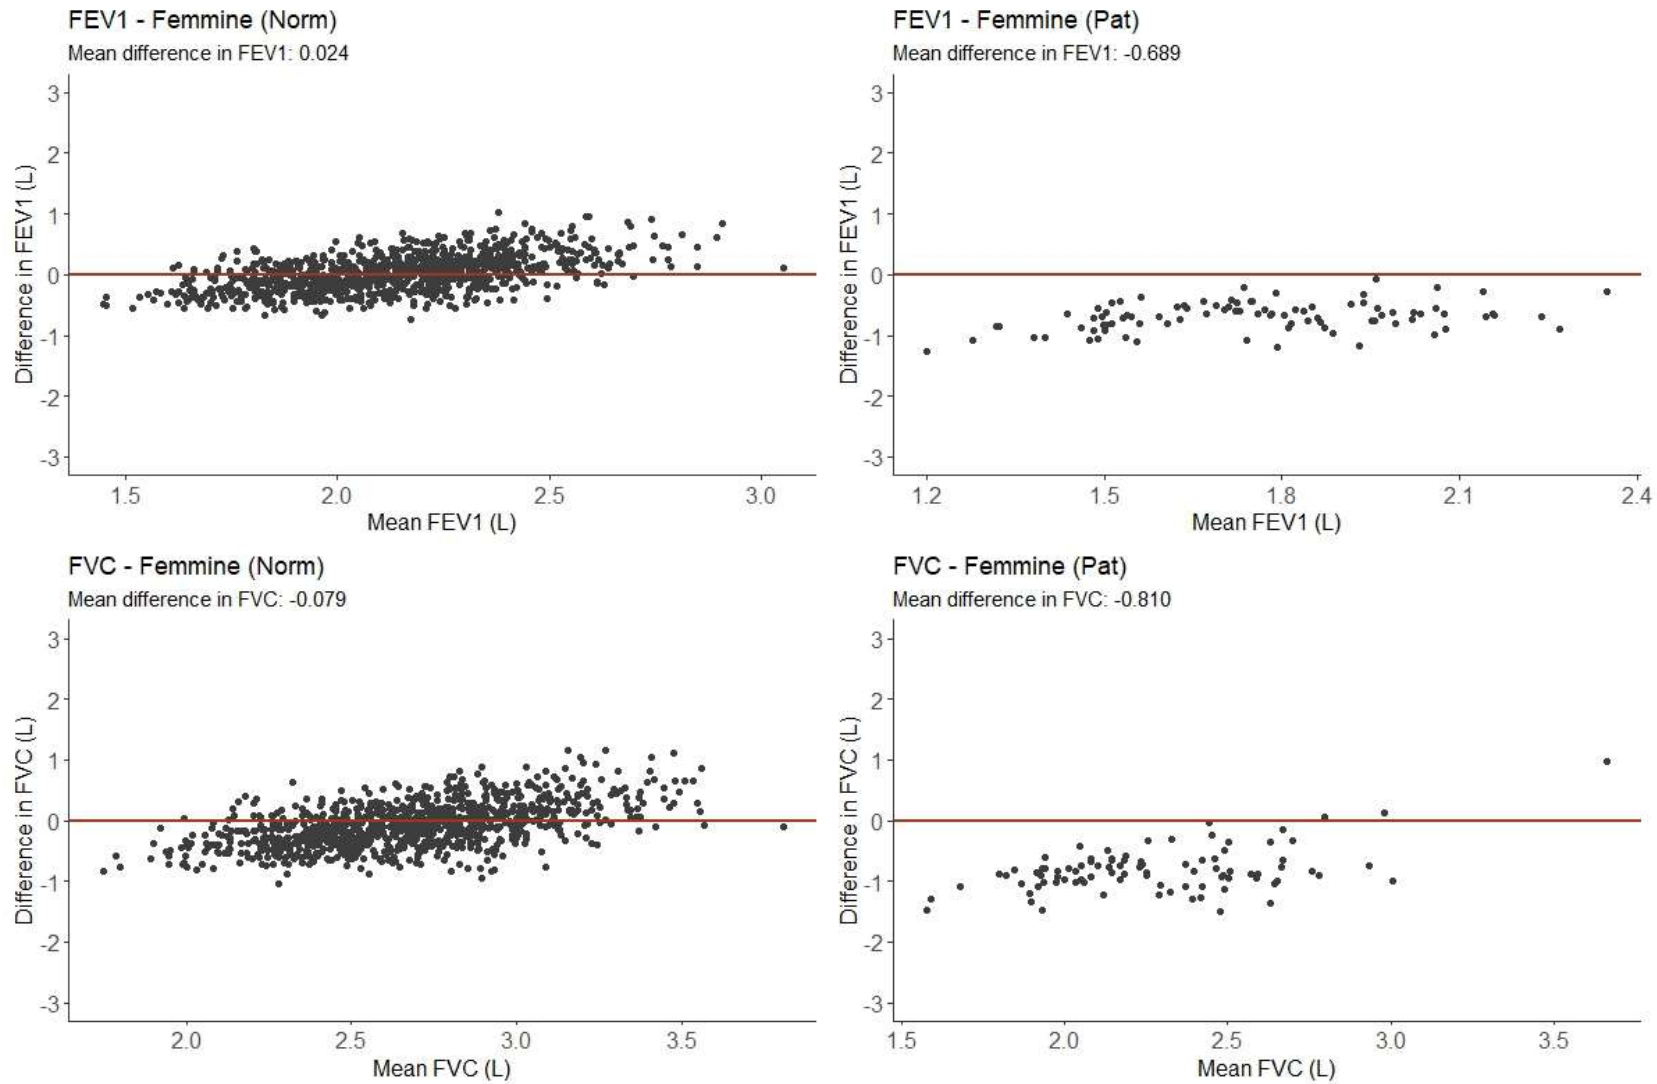 FEV1 - Femmine (Norm)
Mean difference in FEV1: 0.024
Difference in FEV1 (L)
3
2
1
0
-1
-2
-3
1.5 2.0 2.5 3.0
Mean FEV1 (L)
FEV1 - Femmine (Pat)
Mean difference in FEV1: -0.689
Difference in FEV1 (L)
3
2
1
0
-1
-2
-3
1.2 1.5 1.8 2.1 2.4
Mean FEV1 (L)
FVC - Femmine (Norm)
Mean difference in FVC: -0.079
Difference in FVC (L)
3
2
1
0
-1
-2
-3
2.0 2.5 3.0 3.5
Mean FVC (L)
FVC - Femmine (Pat)
Mean difference in FVC: -0.810
Difference in FVC (L)
3
2
1
0
-1
-2
-3
1.5 2.0 2.5 3.0 3.5
Mean FVC (L)